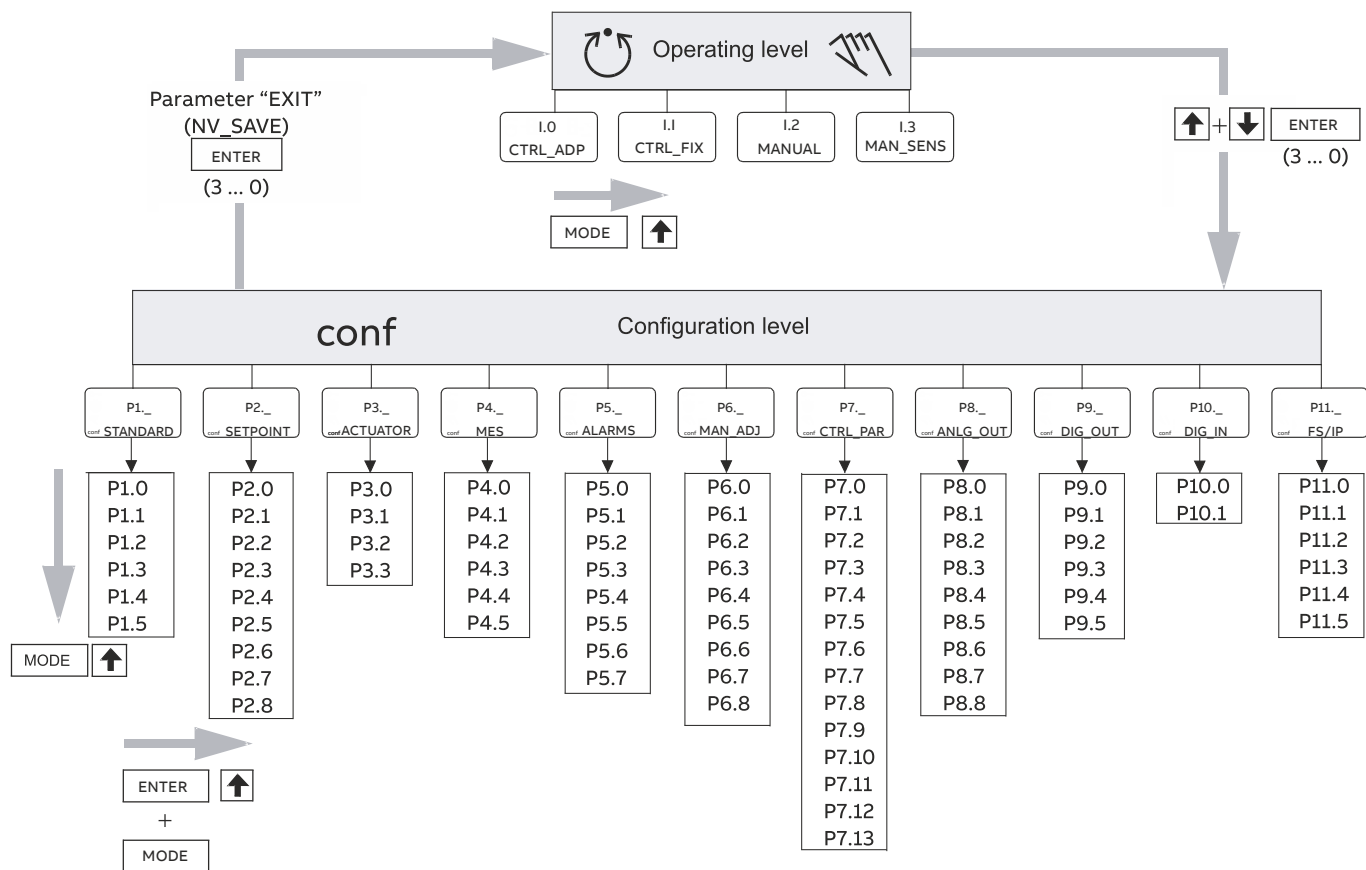 Operating level
Parameter “EXIT”
(NV_SAVE)
ENTER
(3 ... 0)
I.0
CTRL_ADP
I.I
CTRL_FIX
I.2
MANUAL
I.3
MAN_SENS
+
ENTER
(3 ... 0)
MODE
conf
Configuration level
P1._
conf STANDARD
P2._
conf SETPOINT
P3._
conf ACTUATOR
P4._
conf MES
P5._
conf ALARMS
P6._
conf MAN_ADJ
P7._
conf CTRL_PAR
P8._
conf ANLG_OUT
P9._
conf DIG_OUT
P10._
conf DIG_IN
P11._
conf FS/IP
P1.0
P1.1
P1.2
P1.3
P1.4
P1.5
P2.0
P2.1
P2.2
P2.3
P2.4
P2.5
P2.6
P2.7
P2.8
P3.0
P3.1
P3.2
P3.3
P4.0
P4.1
P4.2
P4.3
P4.4
P4.5
P5.0
P5.1
P5.2
P5.3
P5.4
P5.5
P5.6
P5.7
P6.0
P6.1
P6.2
P6.3
P6.4
P6.5
P6.6
P6.7
P6.8
P7.0
P7.1
P7.2
P7.3
P7.4
P7.5
P7.6
P7.7
P7.8
P7.9
P7.10
P7.11
P7.12
P7.13
P8.0
P8.1
P8.2
P8.3
P8.4
P8.5
P8.6
P8.7
P8.8
P9.0
P9.1
P9.2
P9.3
P9.4
P9.5
P10.0
P10.1
P11.0
P11.1
P11.2
P11.3
P11.4
P11.5
MODE
ENTER
+
MODE